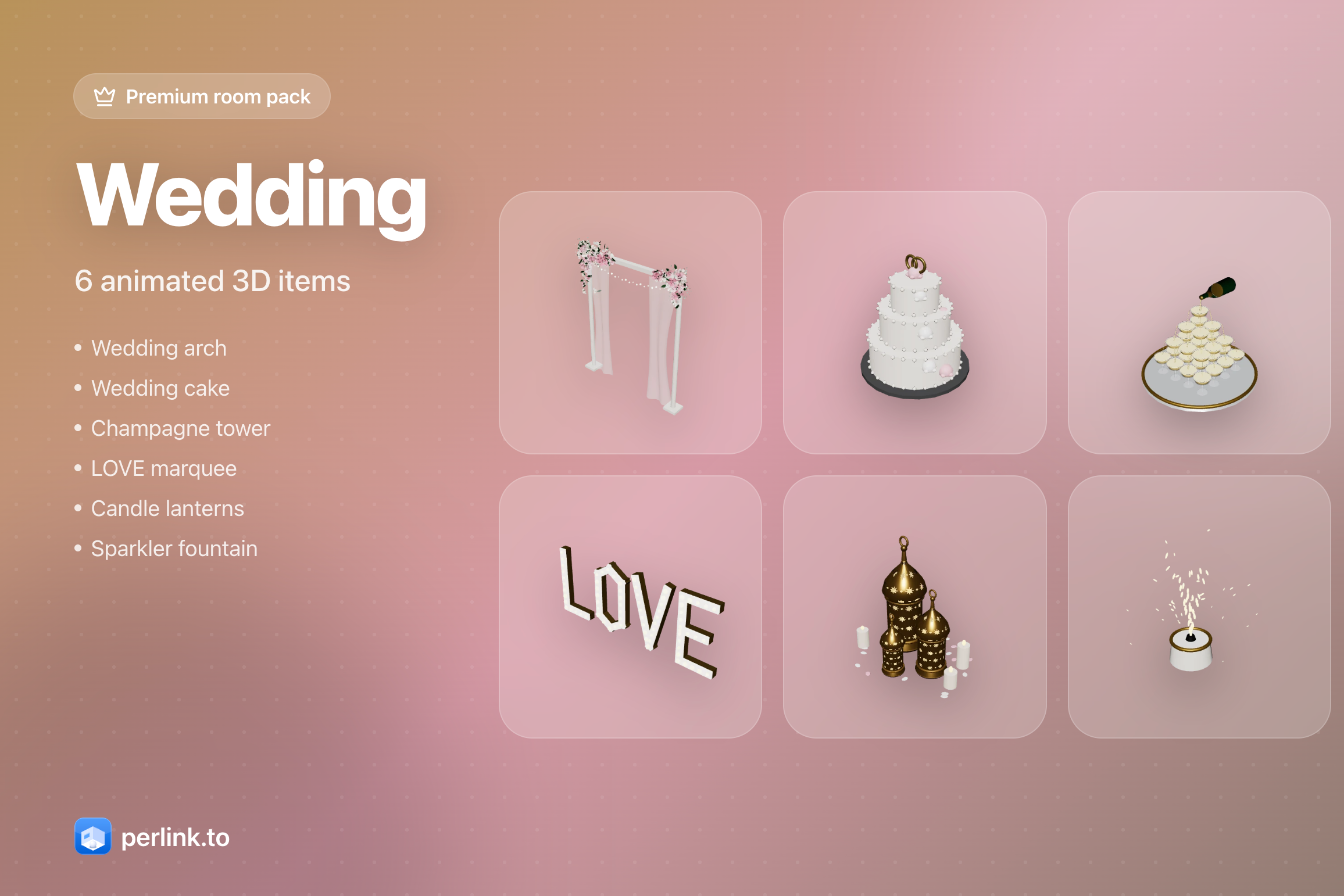 Premium room pack
Wedding
6 animated 3D items
• Wedding arch
• Wedding cake
• Champagne tower
• LOVE marquee
• Candle lanterns
• Sparkler fountain
LOVE
perlink.to